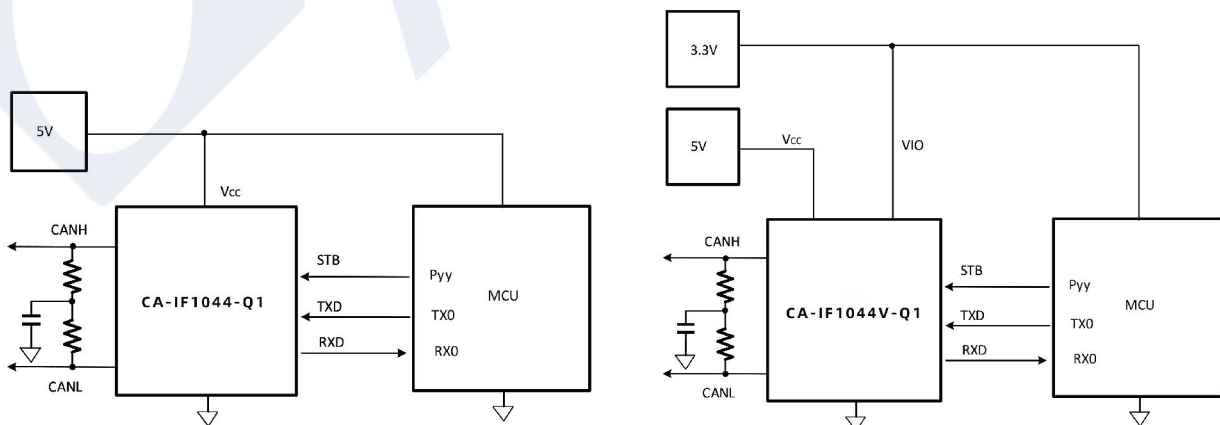 5V
Vcc
CANH
CANL
CA-IF1044-Q1
STB
TXD
RXD
Pyy
TX0
RX0
MCU
3.3V
5V
Vcc
VIO
CANH
CANL
CA-IF1044V-Q1
STB
TXD
RXD
Pyy
TX0
RX0
MCU